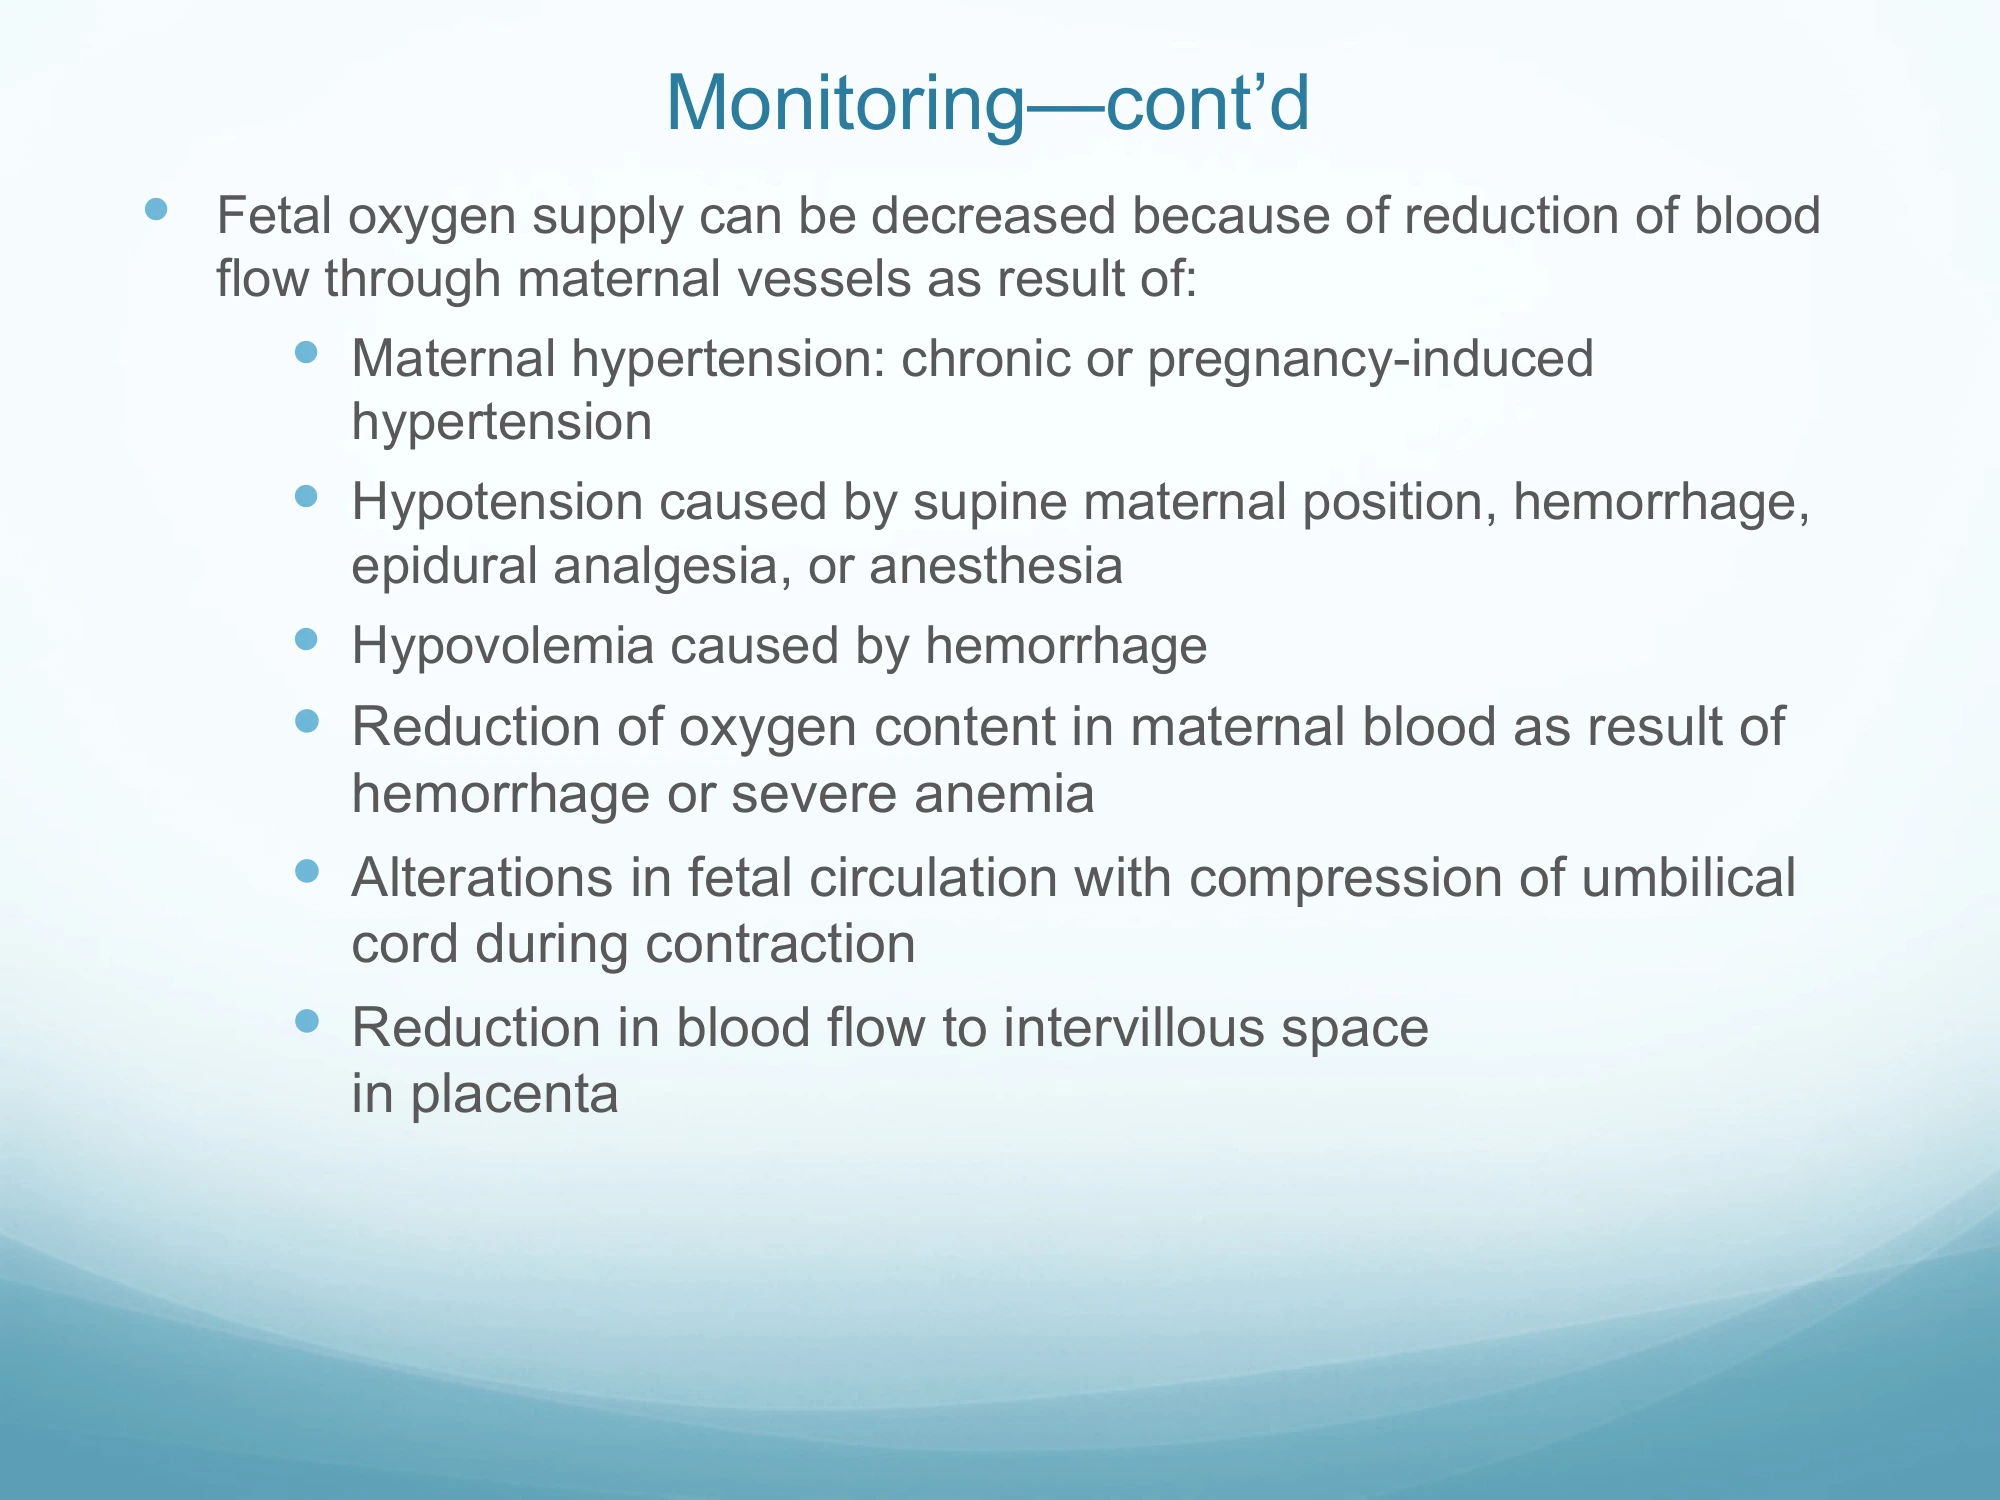 Monitoring—cont’d
Fetal oxygen supply can be decreased because of reduction of blood
flow through maternal vessels as result of:
Maternal hypertension: chronic or pregnancy-induced
hypertension
Hypotension caused by supine maternal position, hemorrhage,
epidural analgesia, or anesthesia
Hypovolemia caused by hemorrhage
Reduction of oxygen content in maternal blood as result of
hemorrhage or severe anemia
Alterations in fetal circulation with compression of umbilical
cord during contraction
Reduction in blood flow to intervillous space
in placenta